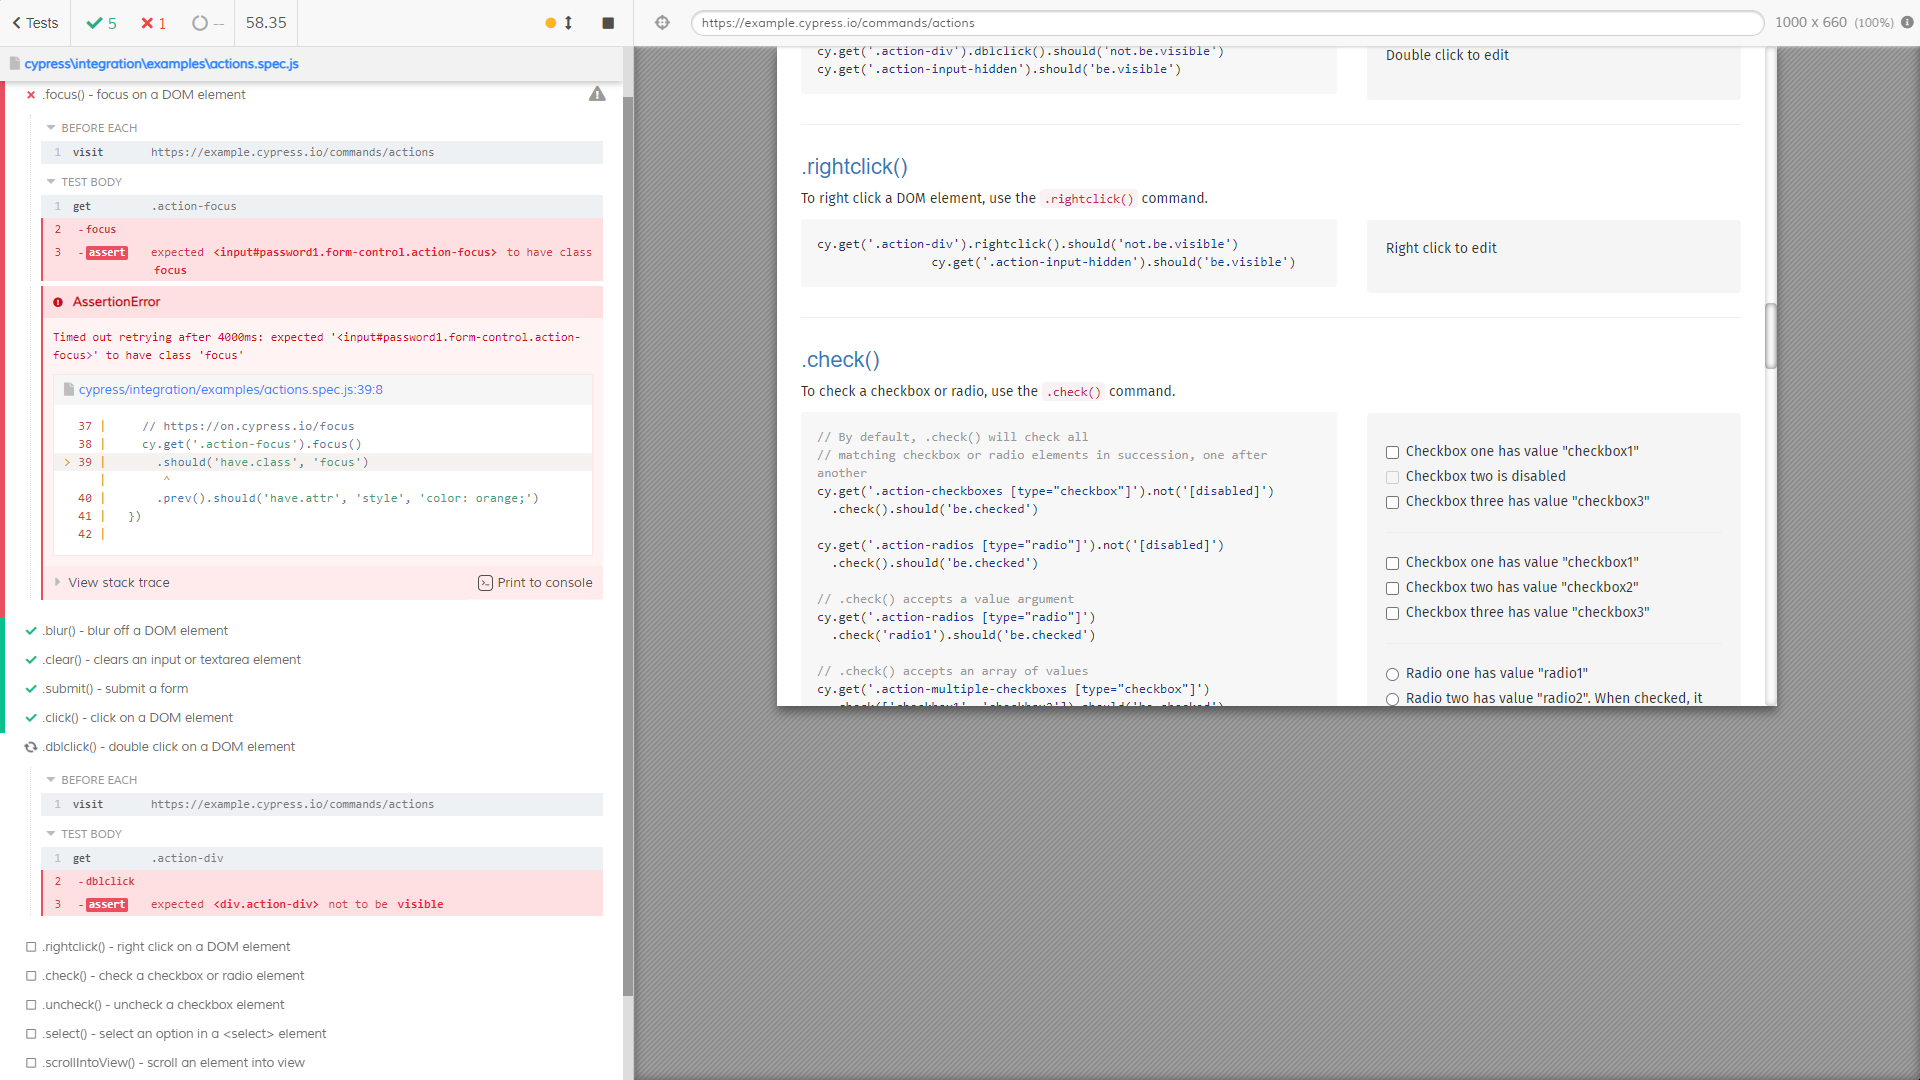 Tests
5
1
--
58.35
https://example.cypress.io/commands/actions
1000 x 660 (100%)
cypress\integration\examples\actions.spec.js
.focus() - focus on a DOM element
BEFORE EACH
1 visit https://example.cypress.io/commands/actions
TEST BODY
1 get .action-focus
2 -focus
3 -assert expected <input#password1.form-control.action-focus> to have class
focus
AssertionError
Timed out retrying after 4000ms: expected '<input#password1.form-control.action-
focus>' to have class 'focus'
cypress/integration/examples/actions.spec.js:39:8
37 | // https://on.cypress.io/focus
38 | cy.get('.action-focus').focus()
> 39 | .should('have.class', 'focus')
| ^
40 | .prev().should('have.attr', 'style', 'color: orange;')
41 | })
42 |
View stack trace
Print to console
.blur() - blur off a DOM element
.clear() - clears an input or textarea element
.submit() - submit a form
.click() - click on a DOM element
.dblclick() - double click on a DOM element
BEFORE EACH
1 visit https://example.cypress.io/commands/actions
TEST BODY
1 get .action-div
2 -dblclick
3 -assert expected <div.action-div> not to be visible
.rightclick() - right click on a DOM element
.check() - check a checkbox or radio element
.uncheck() - uncheck a checkbox element
.select() - select an option in a <select> element
.scrollIntoView() - scroll an element into view
cy.get('.action-div').dblclick().should('not.be.visible')
cy.get('.action-input-hidden').should('be.visible')
Double click to edit
.rightclick()
To right click a DOM element, use the .rightclick() command.
cy.get('.action-div').rightclick().should('not.be.visible')
cy.get('.action-input-hidden').should('be.visible')
Right click to edit
.check()
To check a checkbox or radio, use the .check() command.
// By default, .check() will check all
// matching checkbox or radio elements in succession, one after
another
cy.get('.action-checkboxes [type="checkbox"]').not('[disabled]')
.check().should('be.checked')
cy.get('.action-radios [type="radio"]').not('[disabled]')
.check().should('be.checked')
// .check() accepts a value argument
cy.get('.action-radios [type="radio"]')
.check('radio1').should('be.checked')
// .check() accepts an array of values
cy.get('.action-multiple-checkboxes [type="checkbox"]')
.check(['checkbox1', 'checkbox2']).should('be.checked')
Checkbox one has value "checkbox1"
Checkbox two is disabled
Checkbox three has value "checkbox3"
Checkbox one has value "checkbox1"
Checkbox two has value "checkbox2"
Checkbox three has value "checkbox3"
Radio one has value "radio1"
Radio two has value "radio2". When checked, it